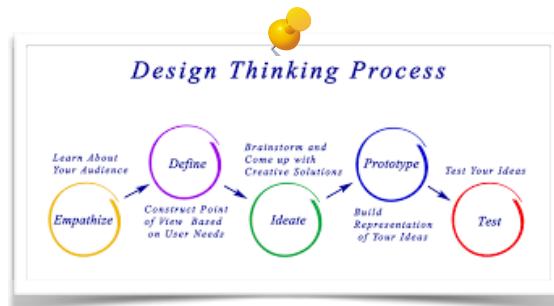 Design Thinking Process
Learn About
Your Audience
Empathize
Define
Construct Point
of View Based
on User Needs
Brainstorm and
Come up with
Creative Solutions
Ideate
Prototype
Build
Representation
of Your Ideas
Test Your Ideas
Test